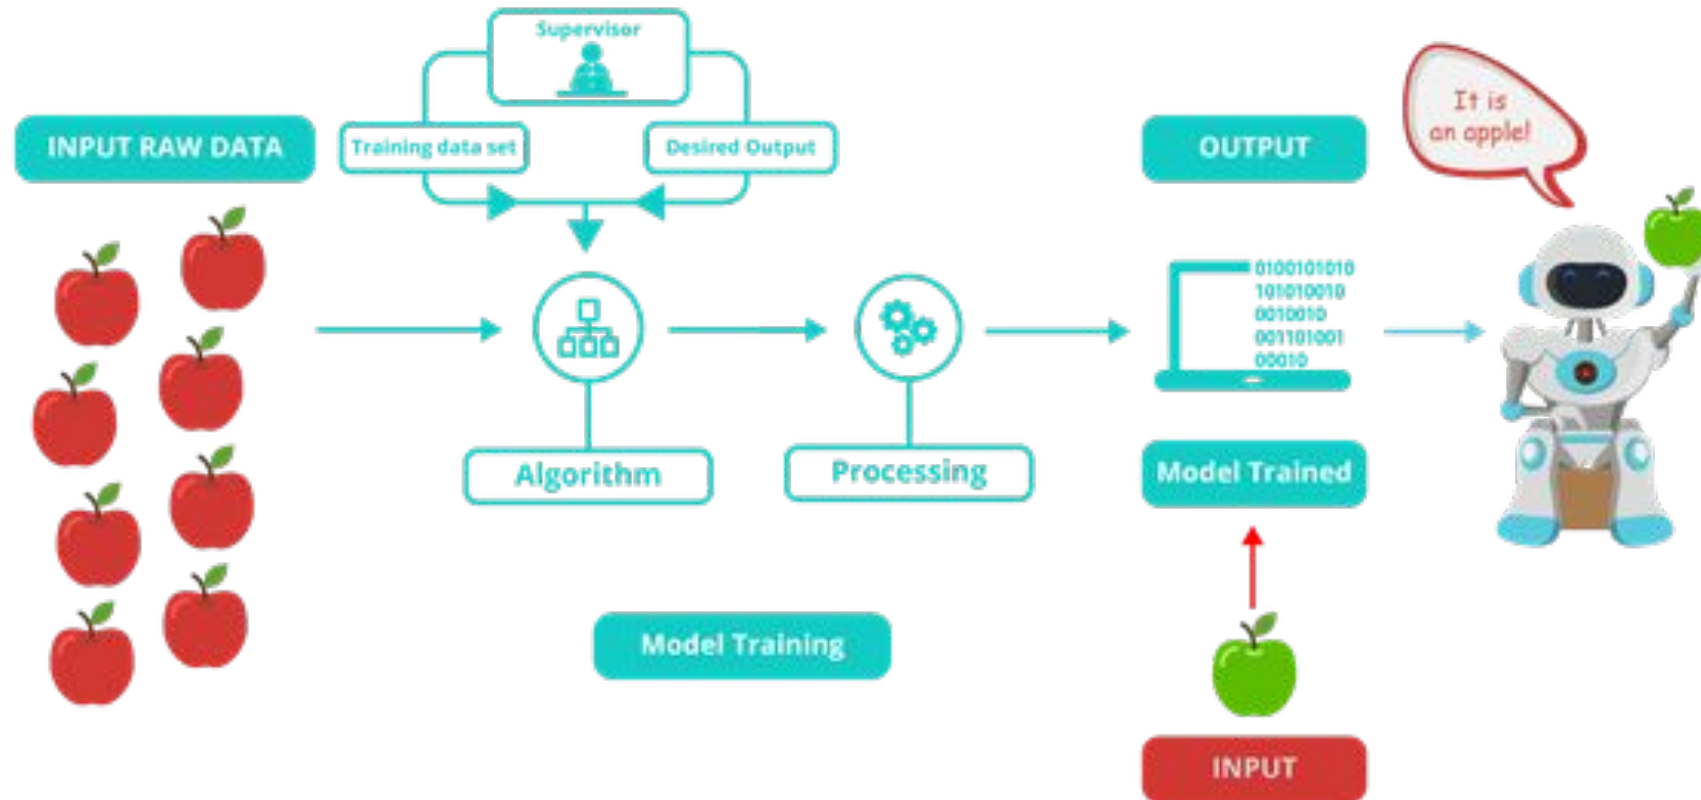 Supervisor
INPUT RAW DATA
Training data set
Desired Output
OUTPUT
It is
an apple!
0100101010
101010010
0010010
001101001
00010
Algorithm
Processing
Model Trained
Model Training
INPUT